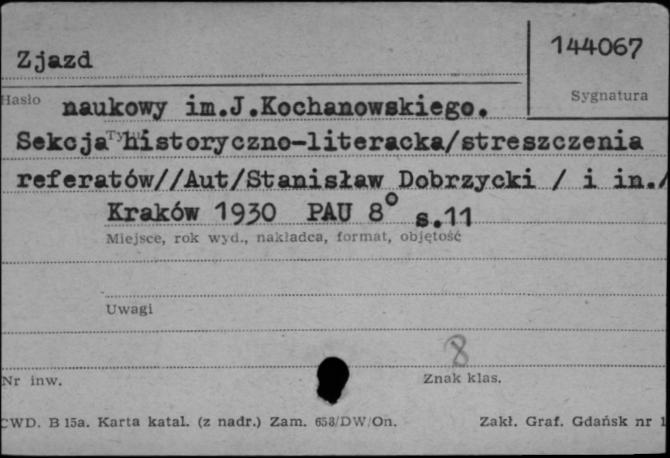 Zjazd
144067
Hasło
naukowy im.J.Kochanowskiego.
Sygnatura
Sekcja historyczno-literacka/streszczenia
referatów//Aut/Stanisław Dobrzycki / i in./
Kraków 1930 PAU 8° s.11
Miejsce, rok wyd., nakładca, format, objętość
Uwagi
8
Nr inw.
Znak klas.
CWD. B 15a. Karta katal. (z nadr.) Zam. 658/DW/On.
Zakł. Graf. Gdańsk nr 1